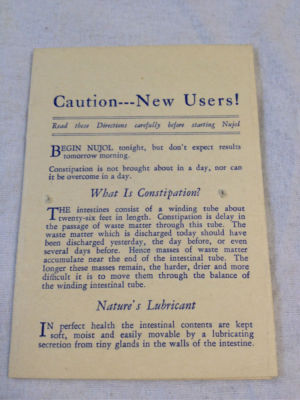 Caution---New Users!
Read these Directions carefully before starting Nujol
BEGIN NUJOL tonight, but don't expect results
tomorrow morning.
Constipation is not brought about in a day, nor can
it be overcome in a day.
What Is Constipation?
THE intestines consist of a winding tube about
twenty-six feet in length. Constipation is delay in
the passage of waste matter through this tube. The
waste matter which is discharged today should have
been discharged yesterday, the day before, or even
several days before. Hence masses of waste matter
accumulate near the end of the intestinal tube. The
longer these masses remain, the harder, drier and more
difficult it is to move them through the balance of
the winding intestinal tube.
Nature's Lubricant
IN perfect health the intestinal contents are kept
soft, moist and easily movable by a lubricating
secretion from tiny glands in the walls of the intestine.